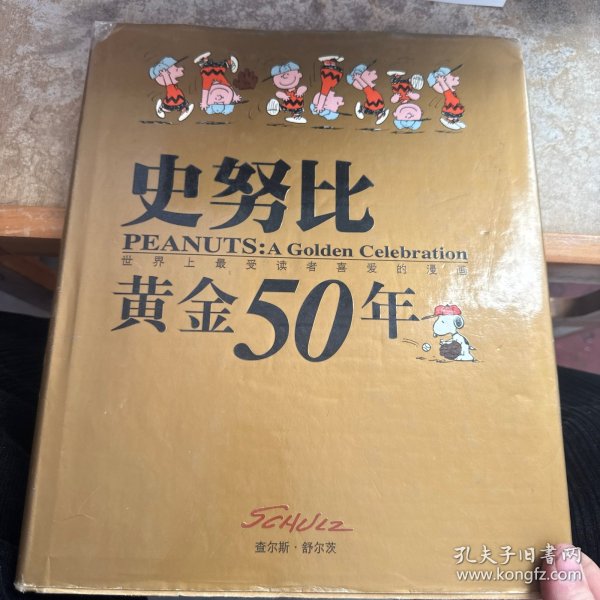 史努比
PEANUTS: A Golden Celebration
世界上最受读者喜爱的漫画
黄金50年
SCHULZ
查尔斯·舒尔茨
孔夫子旧书网
www.kongfz.com